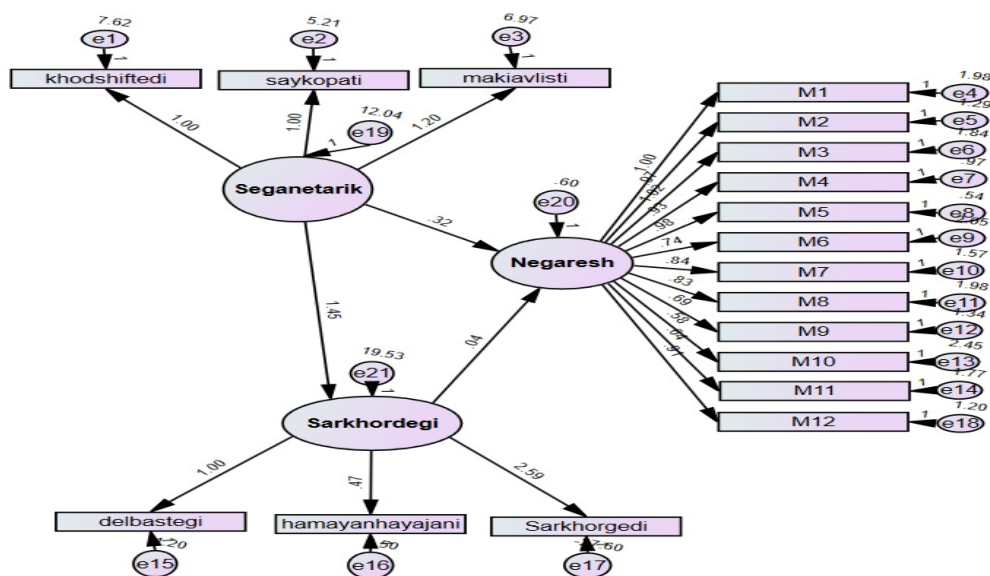 7.62
5.21
6.97
e1
e2
e3
1
1
1
khodshiftedi
saykopati
makiavlisti
1.00
1.00
1.20
12.04
e19
1
Seganetarik
.32
1.45
.60
e20
1
Negaresh
.04
19.53
e21
1
Sarkhordegi
1.00
.47
2.59
delbastegi
hamayanhayajani
Sarkhorgedi
e15
e16
e17
1.00
.93
.98
.74
.84
.83
.69
.58
M1
1
1.98
e4
M2
1
1.29
e5
M3
1
1.84
e6
M4
1
.97
e7
M5
1
.54
e8
M6
1
e9
M7
1
1.57
e10
M8
1
1.98
e11
M9
1
1.34
e12
M10
1
2.45
e13
M11
1
1.77
e14
M12
1
1.20
e18